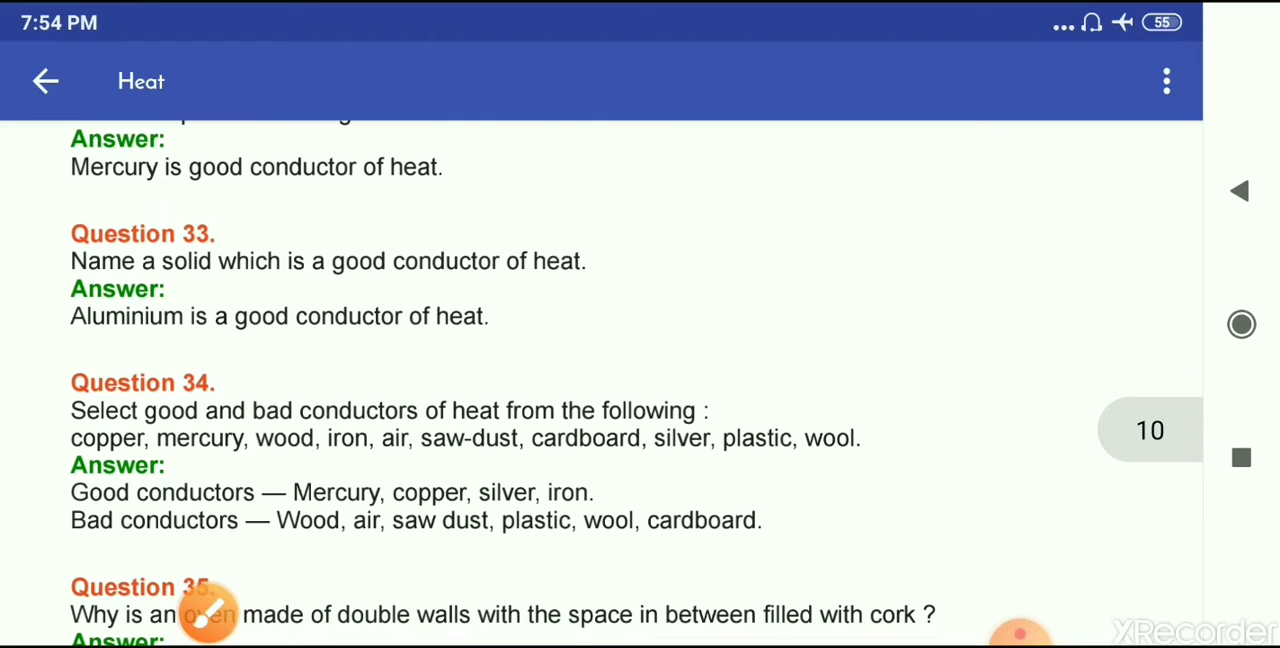 7:54 PM
55
Heat
Answer:
Mercury is good conductor of heat.
Question 33.
Name a solid which is a good conductor of heat.
Answer:
Aluminium is a good conductor of heat.
Question 34.
Select good and bad conductors of heat from the following :
copper, mercury, wood, iron, air, saw-dust, cardboard, silver, plastic, wool.
Answer:
10
Good conductors — Mercury, copper, silver, iron.
Bad conductors — Wood, air, saw dust, plastic, wool, cardboard.
Question 35.
Why is an oven made of double walls with the space in between filled with cork ?
Answer:
XRecorder